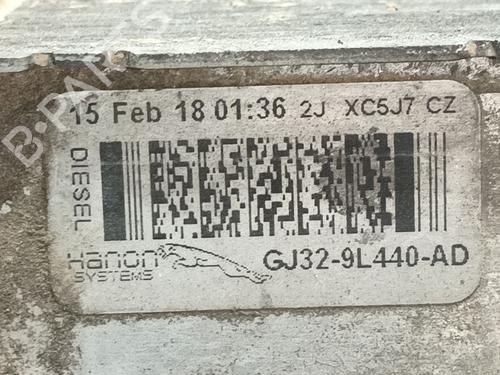 15 Feb 18 01:36 2J XC5J7 CZ
DIESEL
Hanon
SYSTEMS
GJ32-9L440-AD
B-PARTS